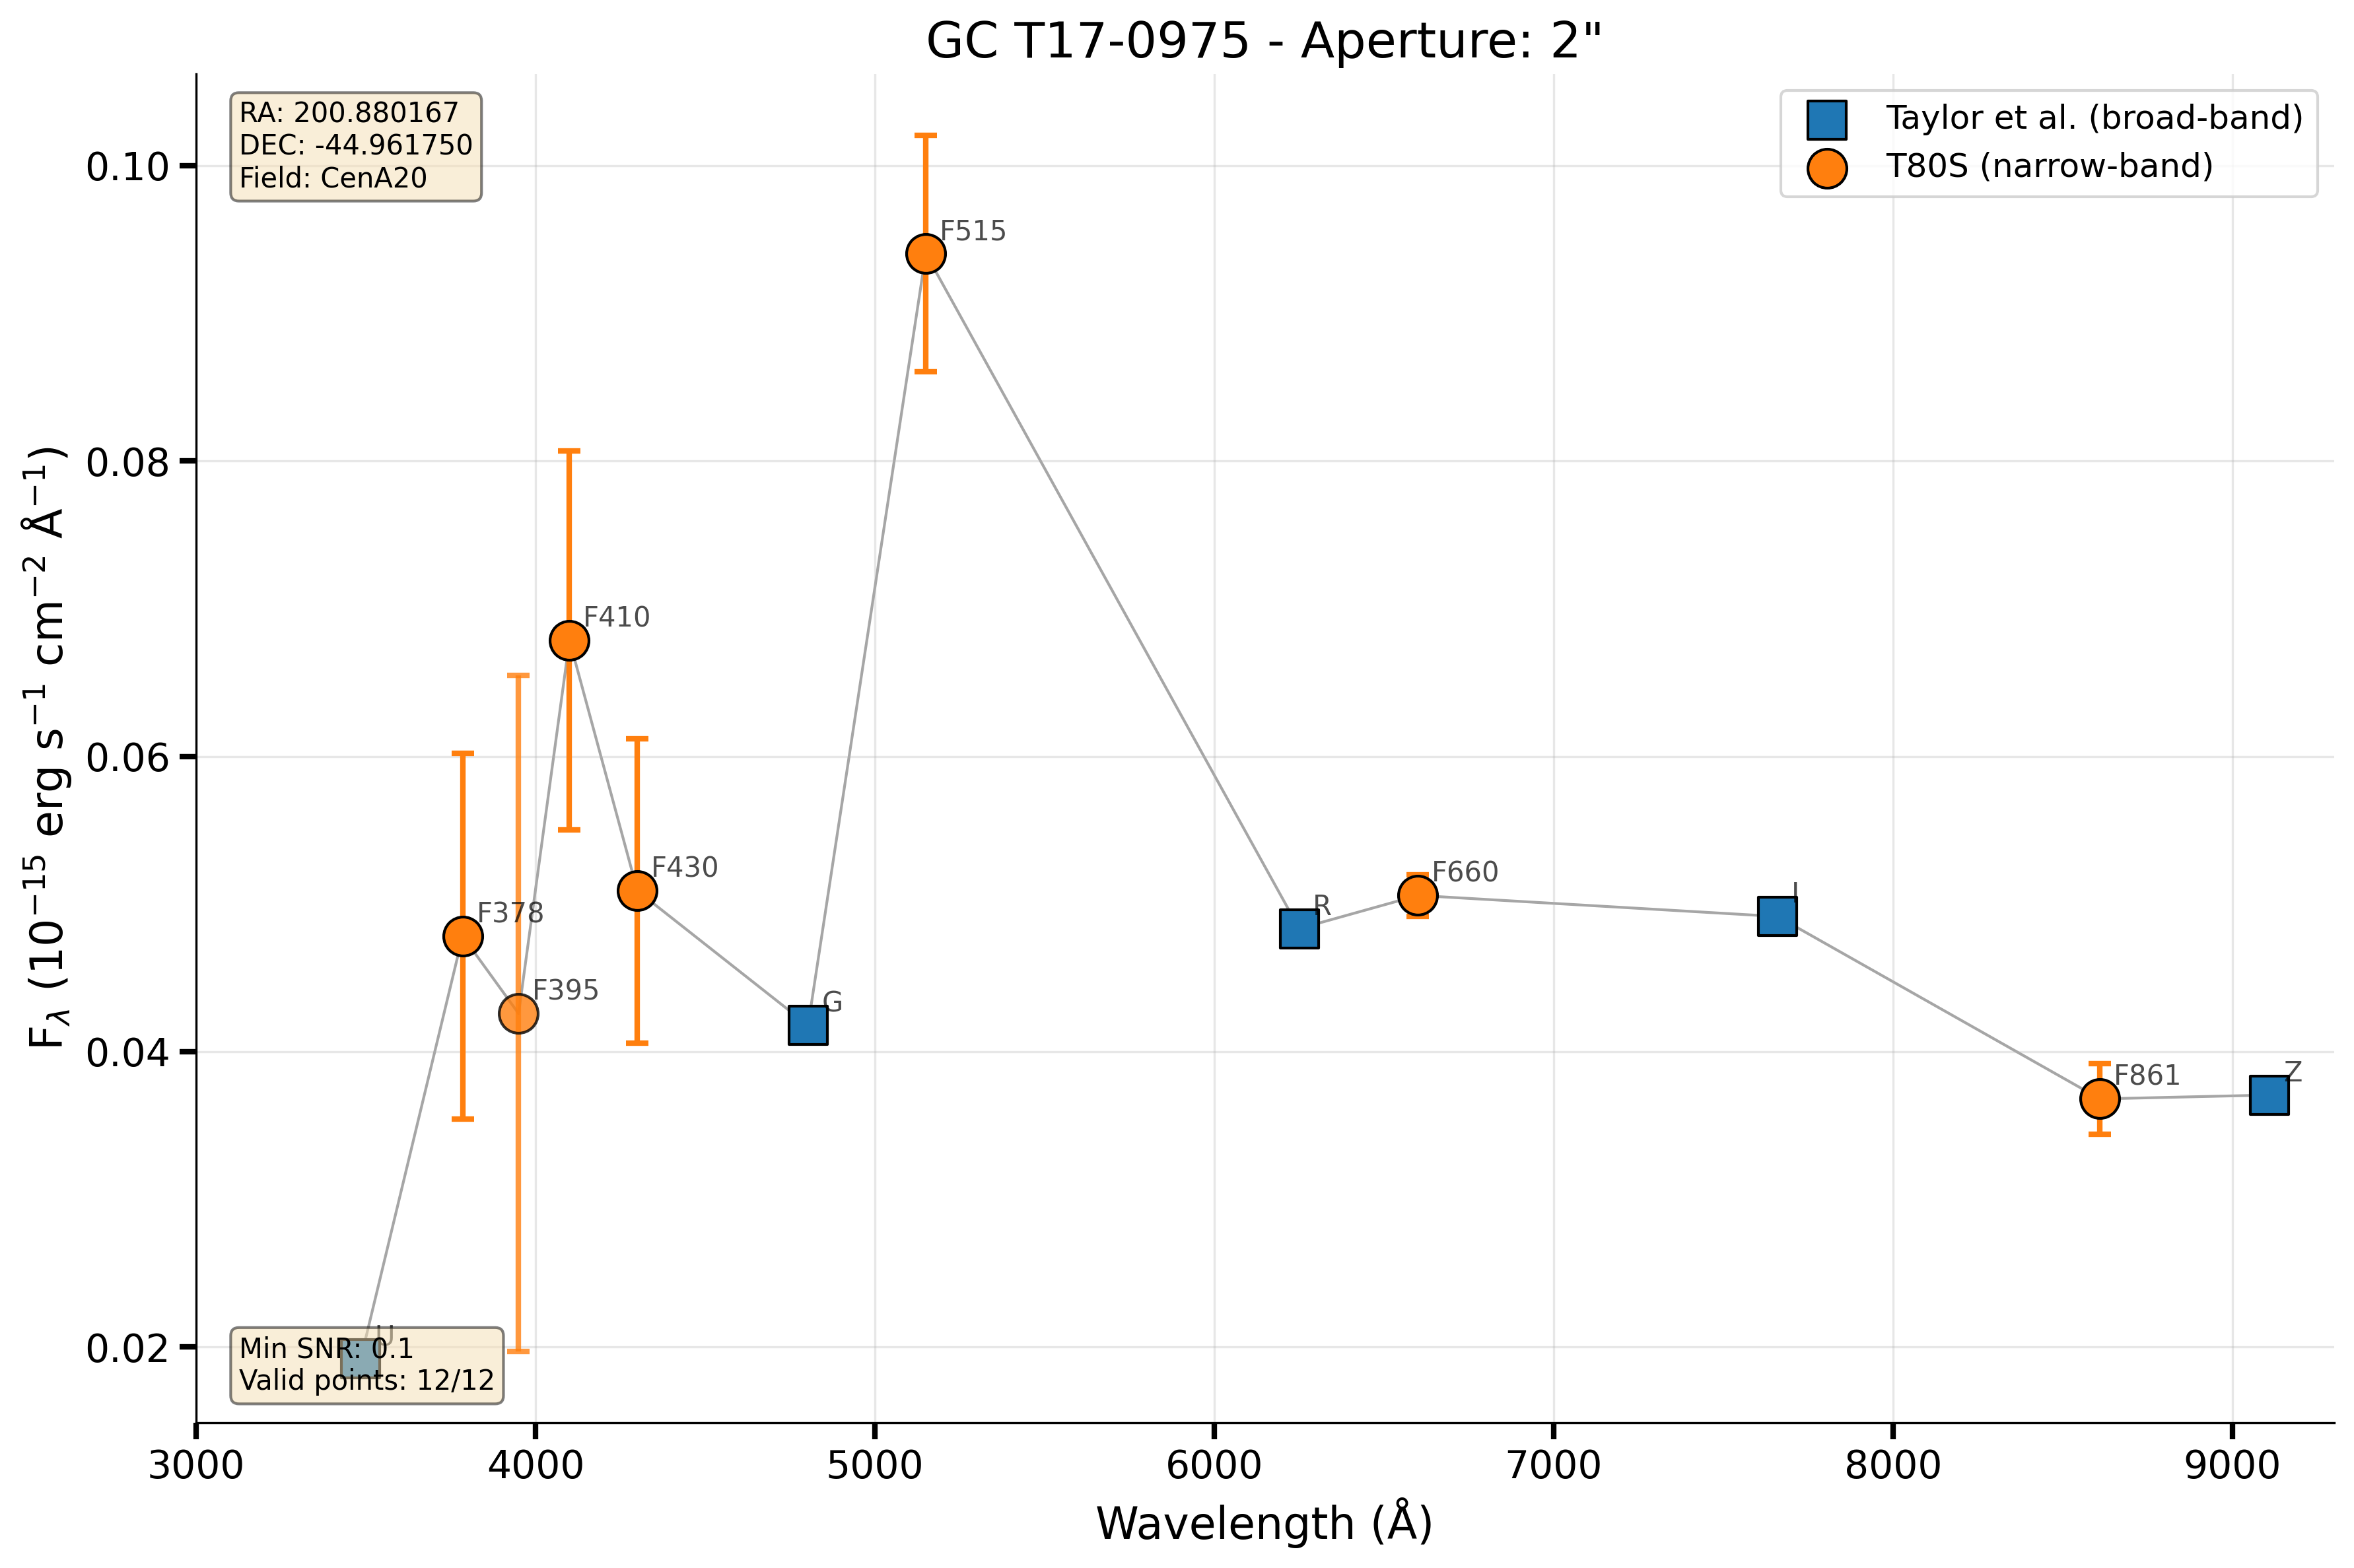 GC T17-0975 - Aperture: 2"
RA: 200.880167
DEC: -44.961750
Field: CenA20
Taylor et al. (broad-band)
T80S (narrow-band)
F515
F410
F430
F378
F395
G
R
F660
I
F861
Z
U
Min SNR: 0.1
Valid points: 12/12
0.10
0.08
0.06
0.04
0.02
F_λ (10⁻¹⁵ erg s⁻¹ cm⁻² Å⁻¹)
3000 4000 5000 6000 7000 8000 9000
Wavelength (Å)